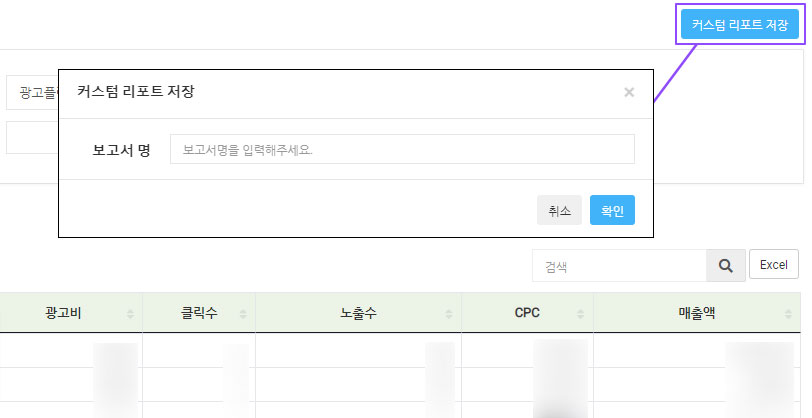 커스텀 리포트 저장
광고플
커스텀 리포트 저장 ×
보고서 명 보고서명을 입력해주세요.
취소 확인
검색 Excel
광고비 클릭수 노출수 CPC 매출액